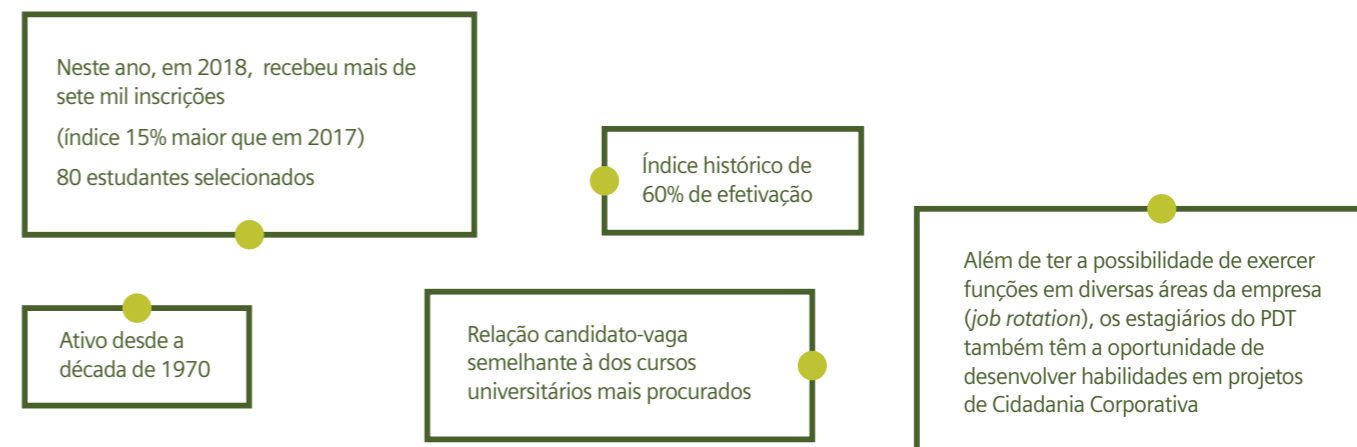 Neste ano, em 2018, recebeu mais de
sete mil inscrições
(índice 15% maior que em 2017)
80 estudantes selecionados
Índice histórico de
60% de efetivação
Além de ter a possibilidade de exercer
funções em diversas áreas da empresa
(job rotation), os estagiários do PDT
também têm a oportunidade de
desenvolver habilidades em projetos
de Cidadania Corporativa
Ativo desde a
década de 1970
Relação candidato-vaga
semelhante à dos cursos
universitários mais procurados